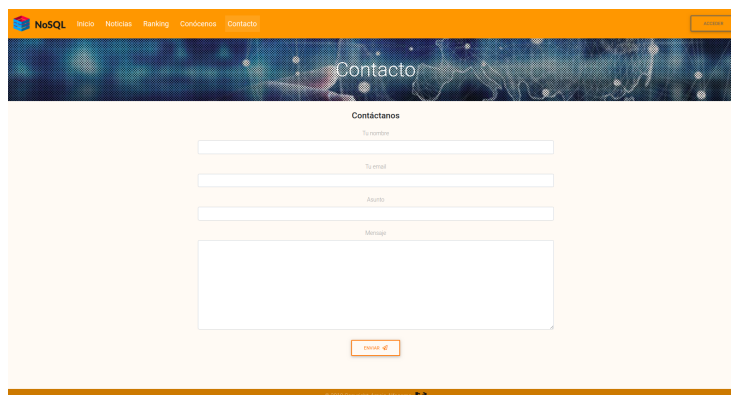 NoSQL Inicio Noticias Ranking Conócenos Contacto ACCEDER
Contacto
Contáctanos
Tu nombre
Tu email
Asunto
Mensaje
ENVIAR